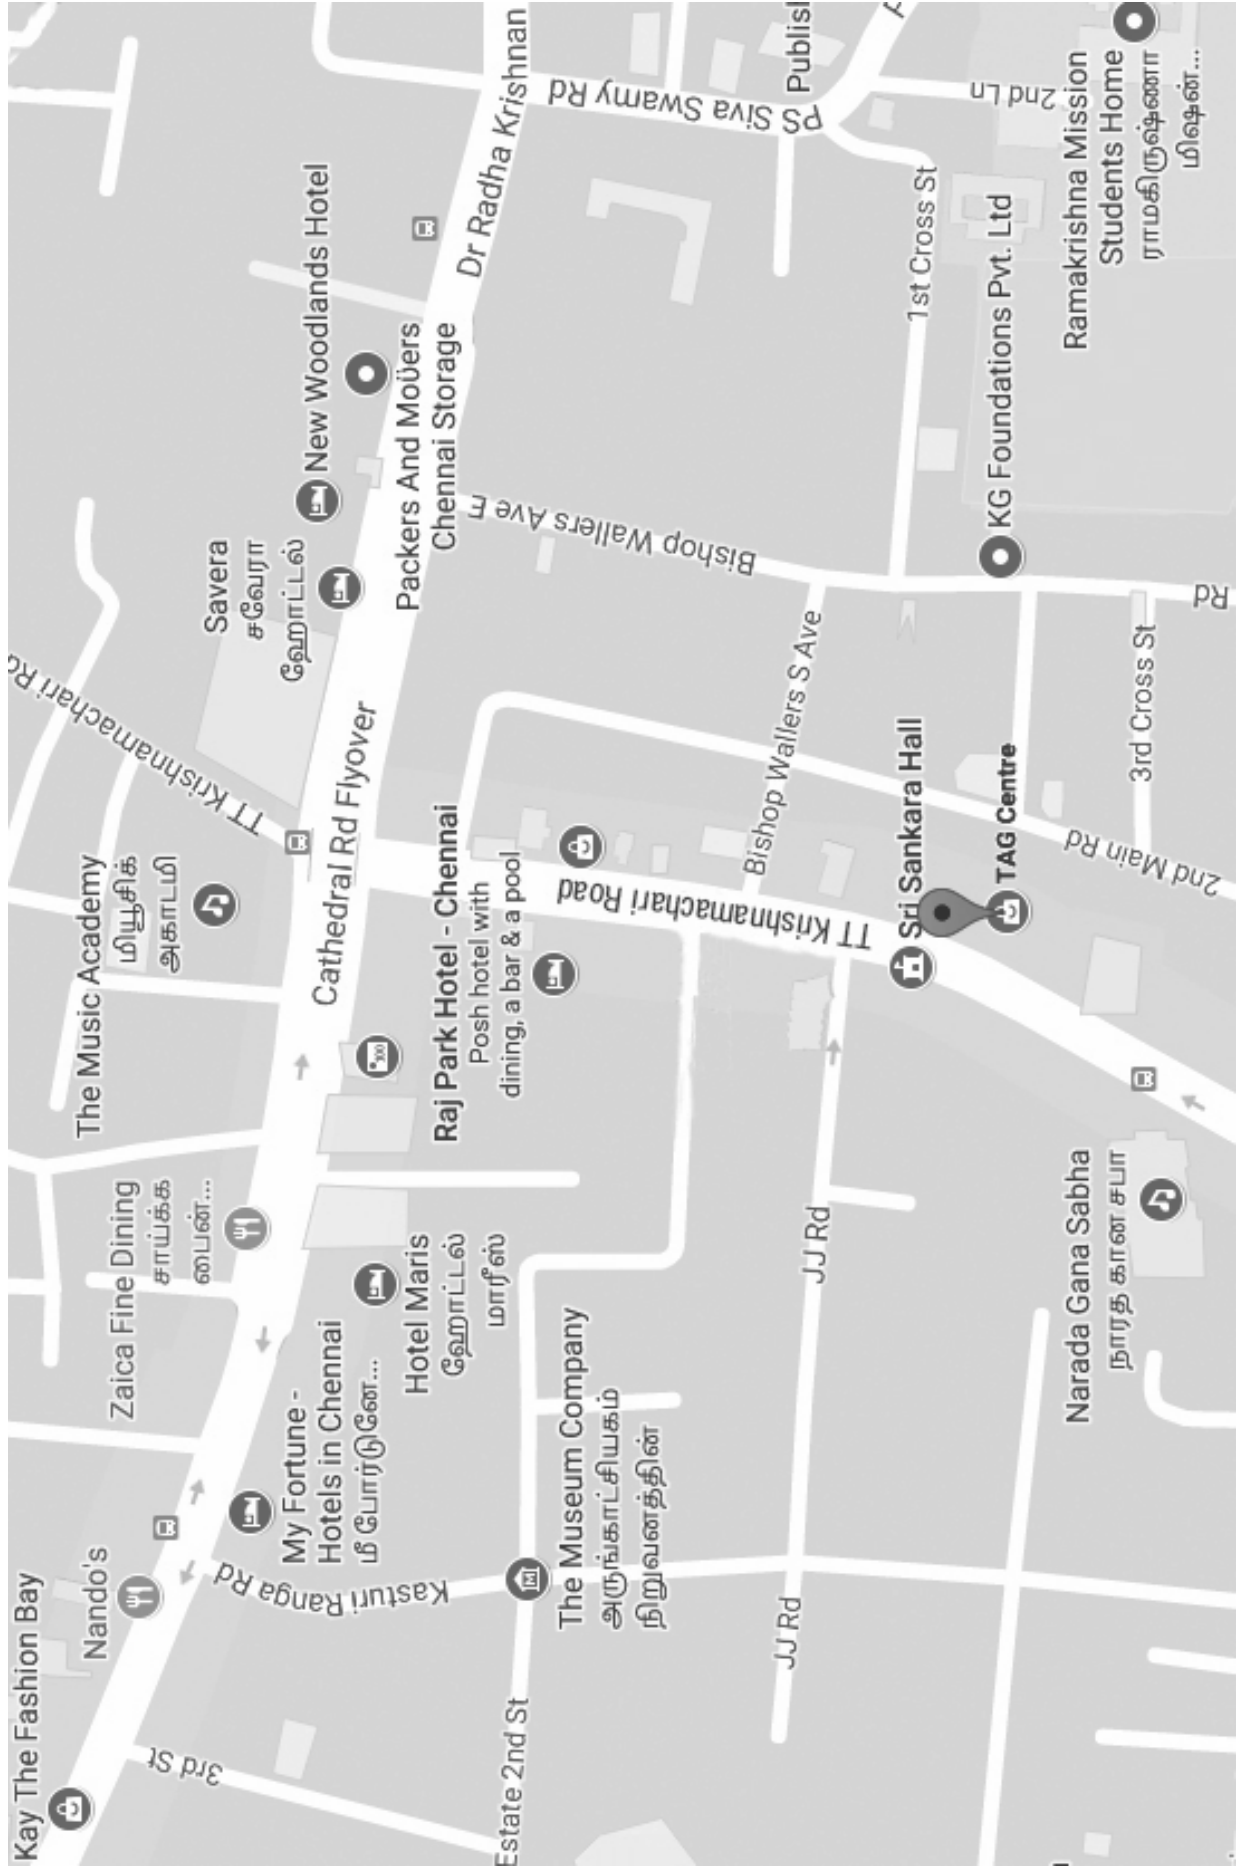 Kay The Fashion Bay
Nando's
My Fortune -
Hotels in Chennai
மீ போர்டுனே...
Zaica Fine Dining
சாய்க்க
பைன்...
Hotel Maris
ஹோட்டல்
மாரீஸ்
The Music Academy
மியூசிக்
அகாடமி
Cathedral Rd Flyover
TT Krishnamachari Rd
Savera
சவேரா
ஹோட்டல்
New Woodlands Hotel
Packers And Moüers
Chennai Storage
Dr Radha Krishnan
3rd St
Kasturi Ranga Rd
Estate 2nd St
The Museum Company
அருங்காட்சியகம்
நிறுவனத்தின்
Raj Park Hotel - Chennai
Posh hotel with
dining, a bar & a pool
TT Krishnamachari Road
Bishop Wallers Ave E
PS Siva Swamy Rd
Publish
JJ Rd
JJ Rd
Bishop Wallers S Ave
1st Cross St
2nd Ln
Sri Sankara Hall
TAG Centre
KG Foundations Pvt. Ltd
Narada Gana Sabha
நாரத கான சபா
2nd Main Rd
3rd Cross St
Rd
Ramakrishna Mission
Students Home
ராமகிருஷ்ணா
மிஷன்...